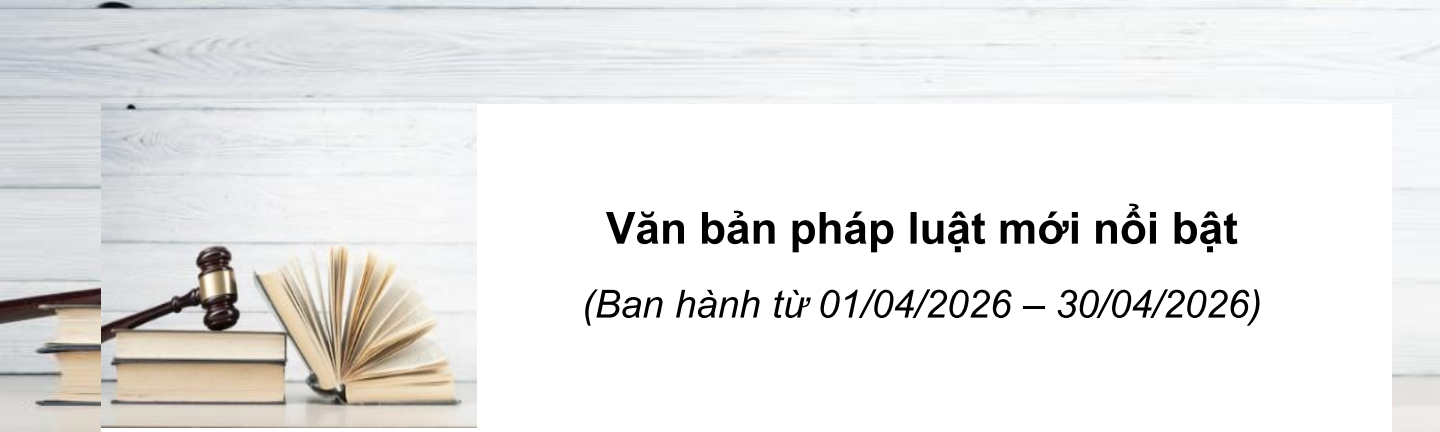 Văn bản pháp luật mới nổi bật
(Ban hành từ 01/04/2026 – 30/04/2026)